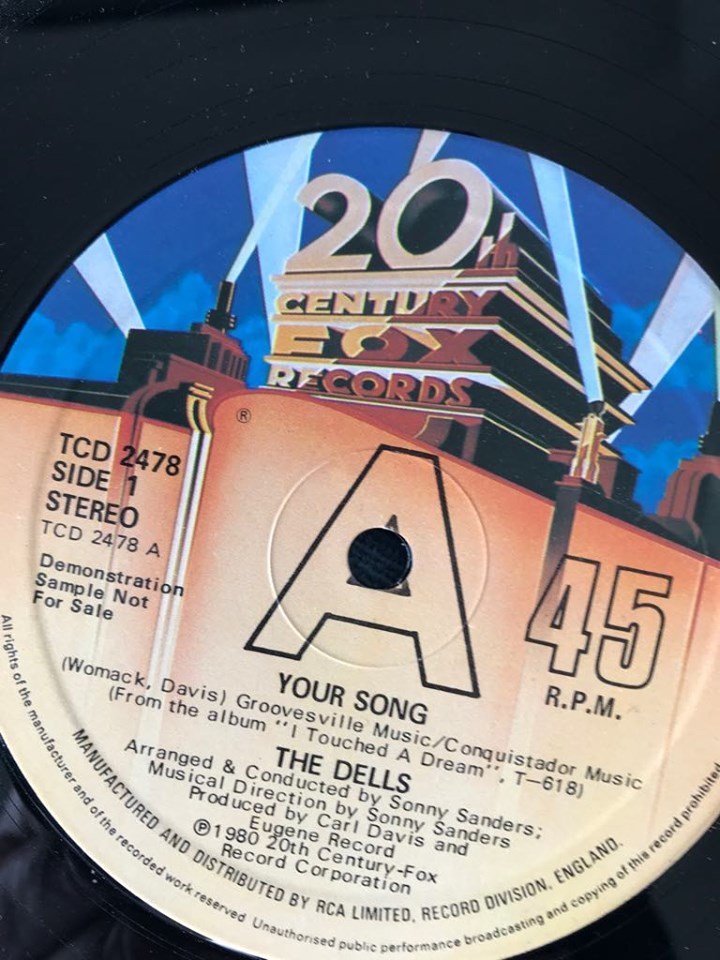 20th
CENTURY
FOX
RECORDS
®
TCD 2478
SIDE 1
STEREO
TCD 2478 A
Demonstration
Sample Not
For Sale
A
45
R.P.M.
YOUR SONG
(Womack, Davis) Groovesville Music/Conquistador Music
(From the album "I Touched A Dream", T-618)
THE DELLS
Arranged & Conducted by Sonny Sanders;
Musical Direction by Sonny Sanders
Produced by Carl Davis and
Eugene Record
℗1980 20th Century-Fox
Record Corporation
MANUFACTURED AND DISTRIBUTED BY RCA LIMITED, RECORD DIVISION, ENGLAND.
All rights of the manufacturer and of the recorded work reserved Unauthorised public performance broadcasting and copying of this record prohibited